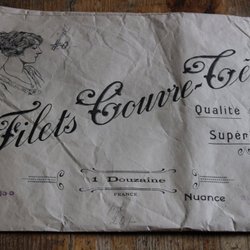 Filets Couvre-Tê
Qualité
Supér
1 Douzaine
FRANCE
Nuance